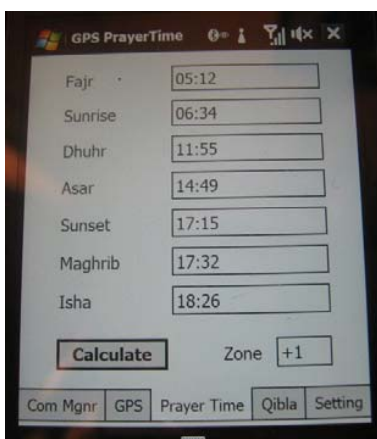 GPS PrayerTime
Fajr 05:12
Sunrise 06:34
Dhuhr 11:55
Asar 14:49
Sunset 17:15
Maghrib 17:32
Isha 18:26
Calculate Zone +1
Com Mgnr GPS Prayer Time Qibla Setting